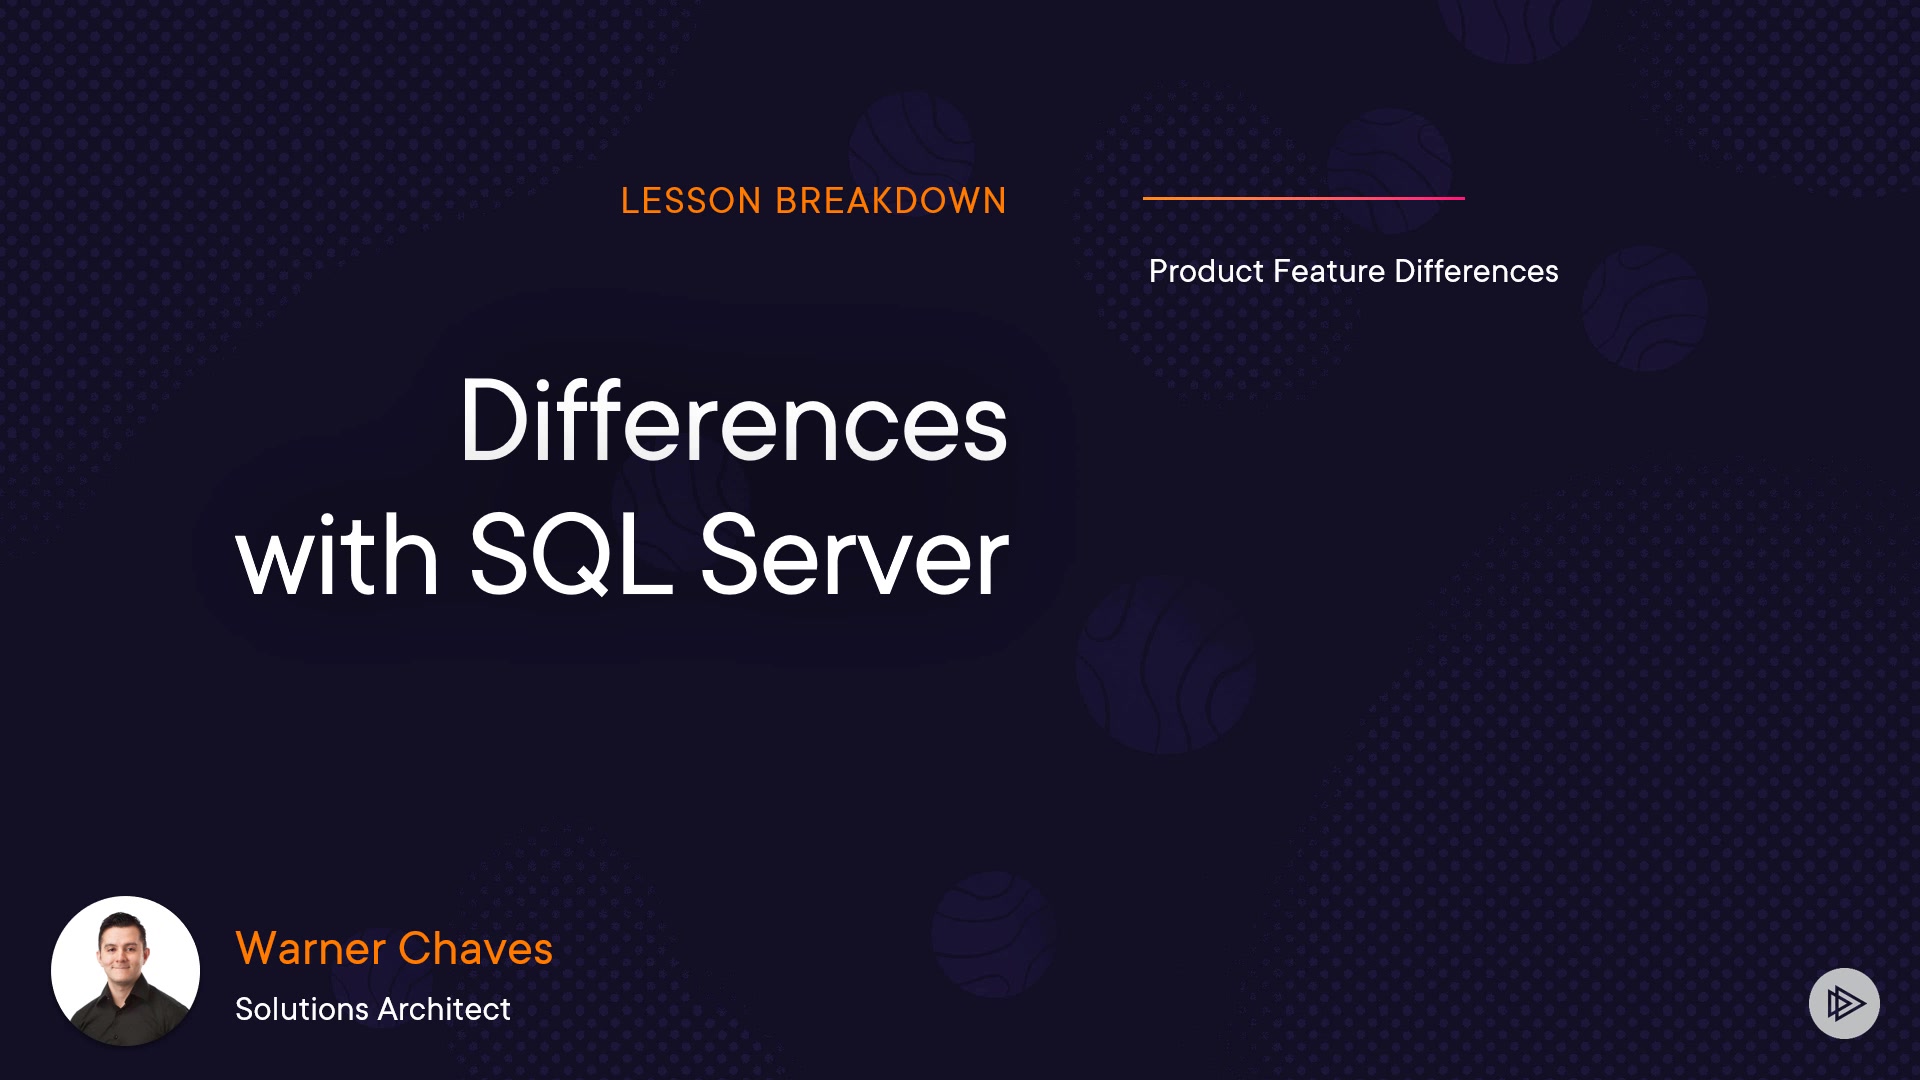 LESSON BREAKDOWN
Differences
with SQL Server
Product Feature Differences
Warner Chaves
Solutions Architect